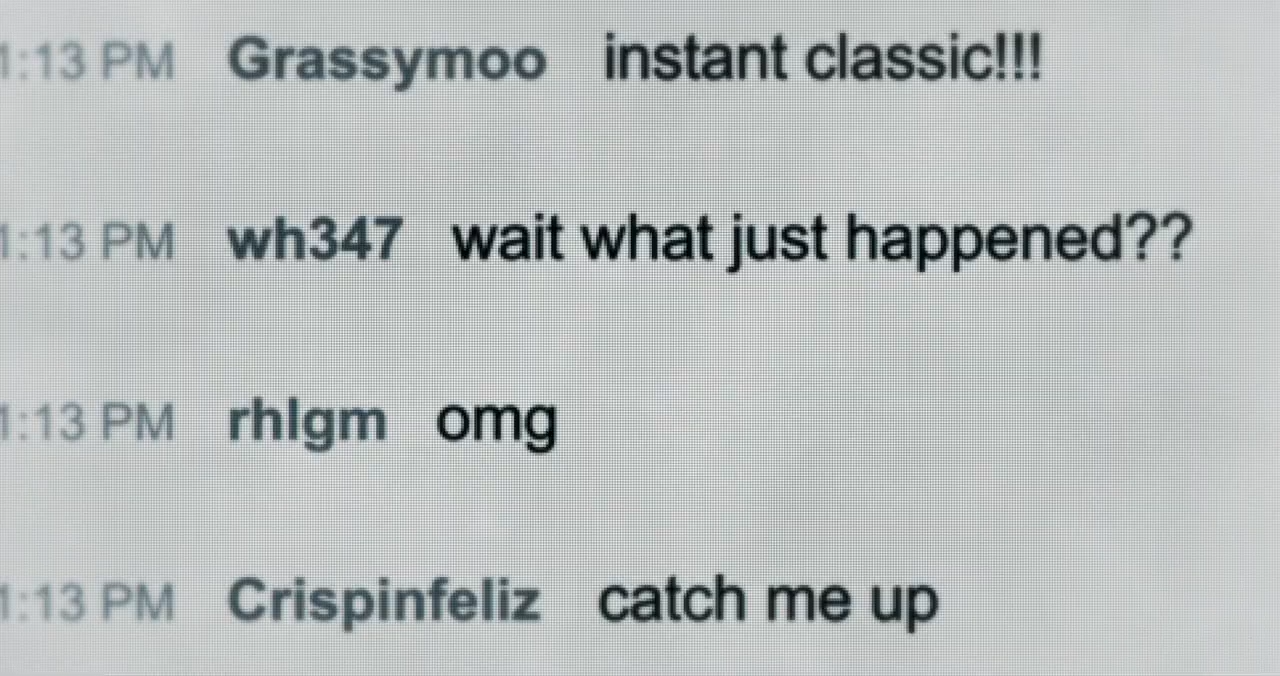 1:13 PM Grassymoo instant classic!!!
1:13 PM wh347 wait what just happened??
1:13 PM rhlgm omg
1:13 PM Crispinfeliz catch me up